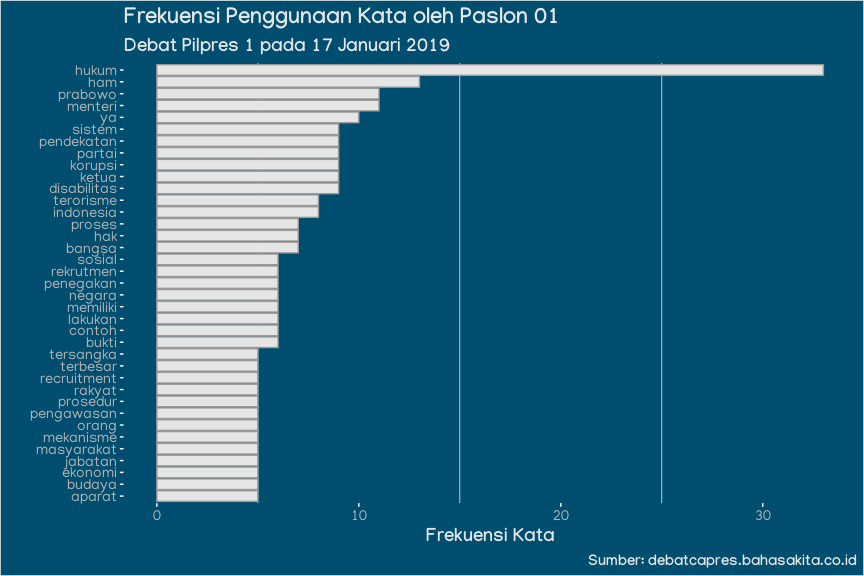 Frekuensi Penggunaan Kata oleh Paslon 01
Debat Pilpres 1 pada 17 Januari 2019
hukum
ham
prabowo
menteri
ya
sistem
pendekatan
partai
korupsi
ketua
disabilitas
terorisme
indonesia
proses
hak
bangsa
sosial
rekrutmen
penegakan
negara
memiliki
lakukan
contoh
bukti
tersangka
terbesar
recruitment
rakyat
prosedur
pengawasan
orang
mekanisme
masyarakat
jabatan
ekonomi
budaya
aparat
0 10 20 30
Frekuensi Kata
Sumber: debatcapres.bahasakita.co.id